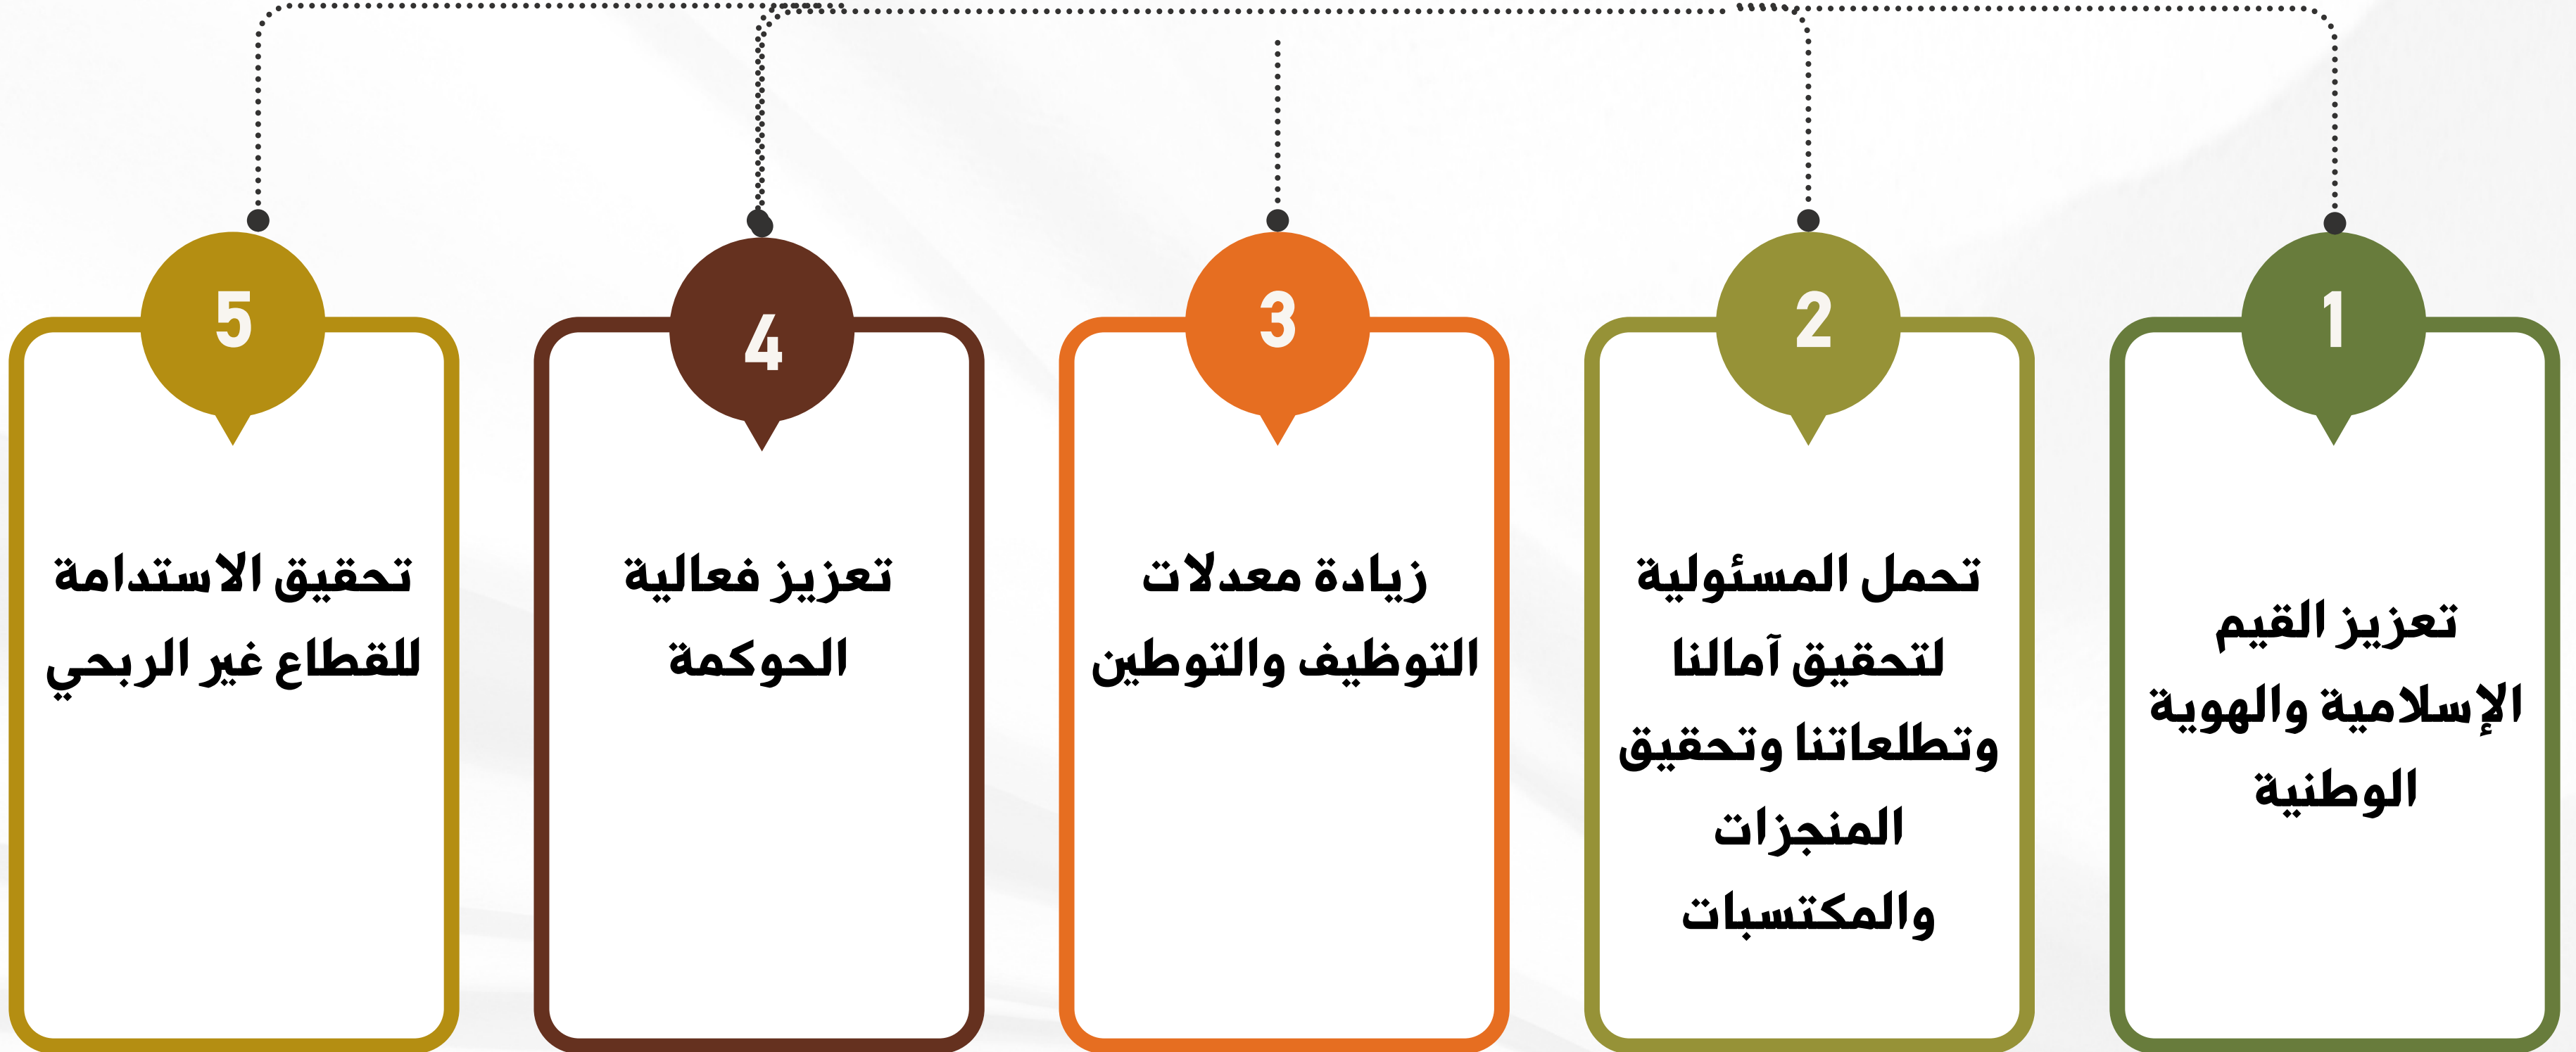 1
تعزيز القيم
الإسلامية والهوية
الوطنية
2
تحمل المسئولية
لتحقيق آمالنا
وتطلعاتنا وتحقيق
المنجزات
والمكتسبات
3
زيادة معدلات
التوظيف والتوطين
4
تعزيز فعالية
الحوكمة
5
تحقيق الاستدامة
للقطاع غير الربحي